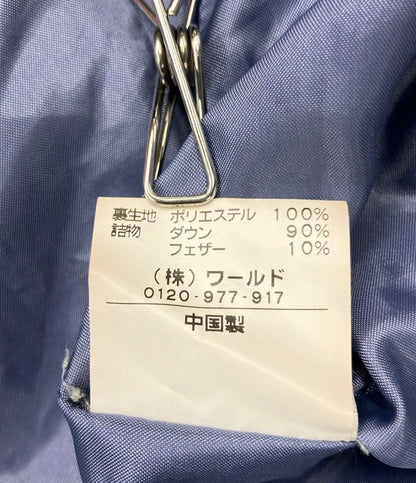 裏生地 ポリエステル 100%
詰物 ダウン 90%
フェザー 10%
(株)ワールド
0120-977-917
中国製